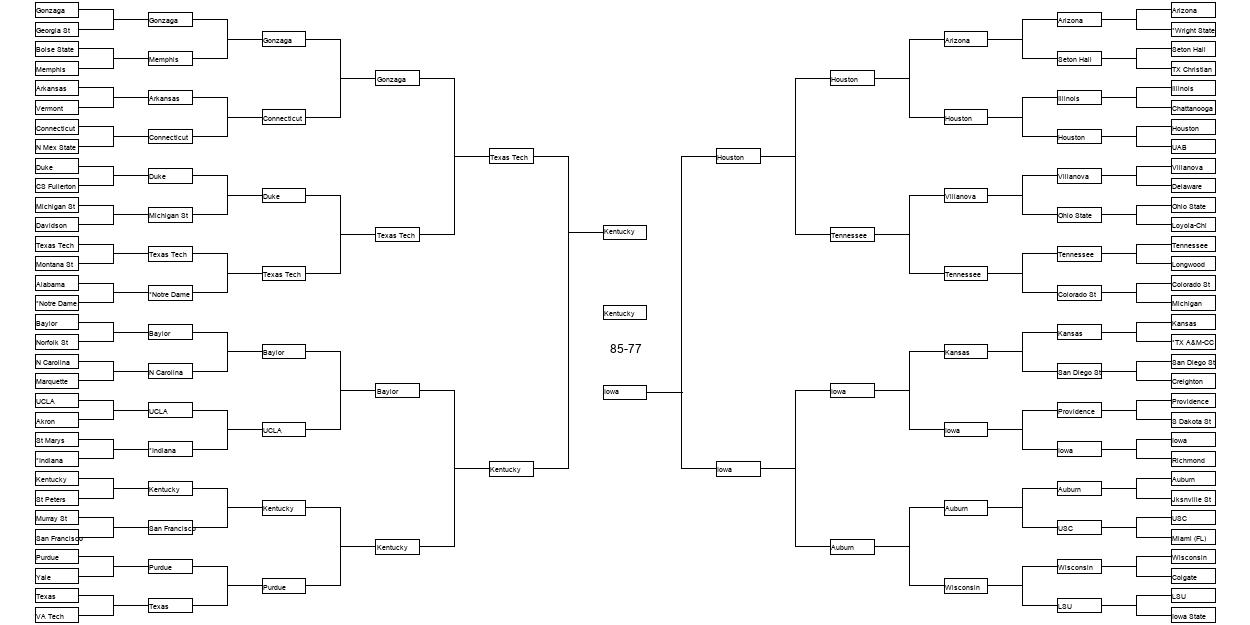 Gonzaga
Georgia St
Boise State
Memphis
Arkansas
Vermont
Connecticut
N Mex State
Duke
CS Fullerton
Michigan St
Davidson
Texas Tech
Montana St
Alabama
*Notre Dame
Baylor
Norfolk St
N Carolina
Marquette
UCLA
Akron
St Marys
*Indiana
Kentucky
St Peters
Murray St
San Francisco
Purdue
Yale
Texas
VA Tech
Gonzaga
Memphis
Arkansas
Connecticut
Duke
Michigan St
Texas Tech
*Notre Dame
Baylor
N Carolina
UCLA
*Indiana
Kentucky
San Francisco
Purdue
Texas
Gonzaga
Connecticut
Duke
Texas Tech
Baylor
UCLA
Kentucky
Purdue
Gonzaga
Texas Tech
Baylor
Kentucky
Texas Tech
Kentucky
Kentucky
Kentucky
85-77
Iowa
Houston
Iowa
Houston
Tennessee
Iowa
Auburn
Arizona
Houston
Villanova
Tennessee
Kansas
Iowa
Auburn
Wisconsin
Arizona
Seton Hall
Illinois
Houston
Villanova
Ohio State
Tennessee
Colorado St
Kansas
San Diego St
Providence
Iowa
Auburn
USC
Wisconsin
LSU
Arizona
*Wright State
Seton Hall
TX Christian
Illinois
Chattanooga
Houston
UAB
Villanova
Delaware
Ohio State
Loyola-Chi
Tennessee
Longwood
Colorado St
Michigan
Kansas
*TX A&M-CC
San Diego St
Creighton
Providence
S Dakota St
Iowa
Richmond
Auburn
Jksnville St
USC
Miami (FL)
Wisconsin
Colgate
LSU
Iowa State